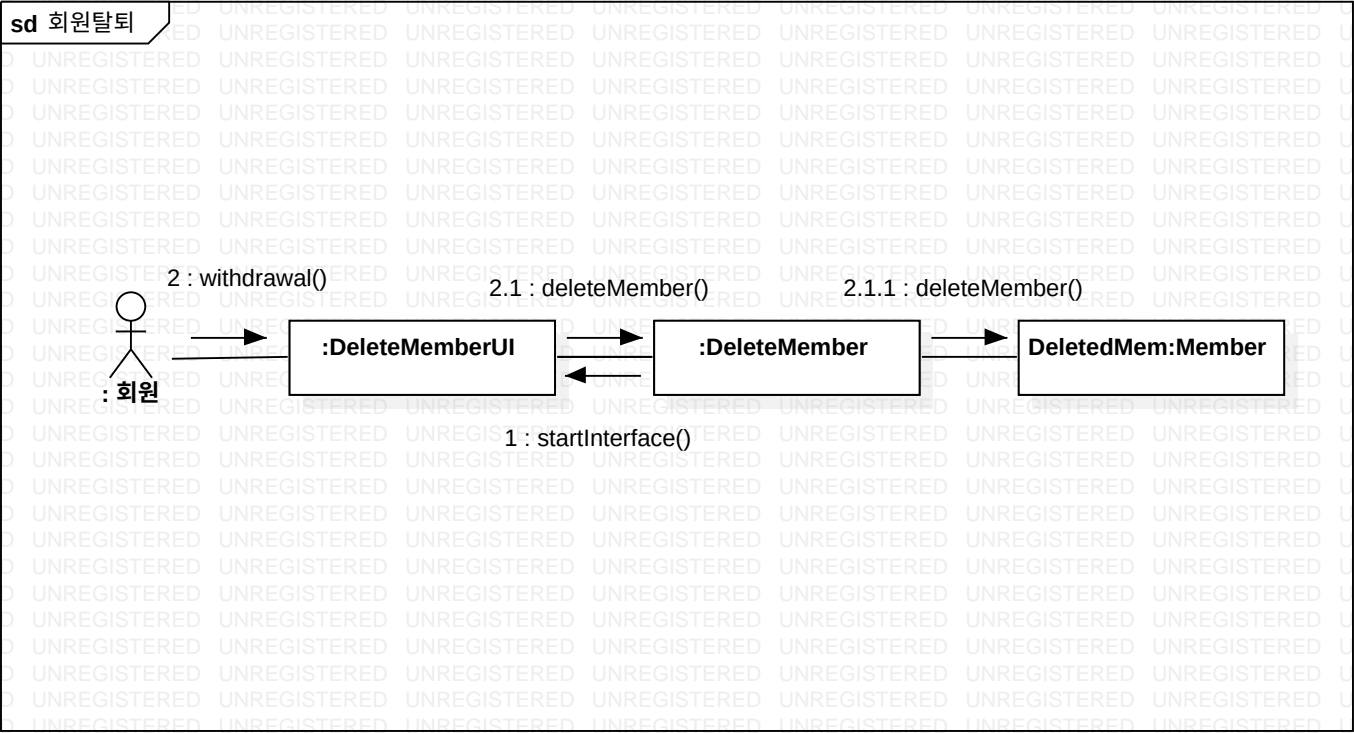 sd 회원탈퇴
2 : withdrawal()
2.1 : deleteMember()
2.1.1 : deleteMember()
:DeleteMemberUI
:DeleteMember
DeletedMem:Member
: 회원
1 : startInterface()
UNREGISTERED